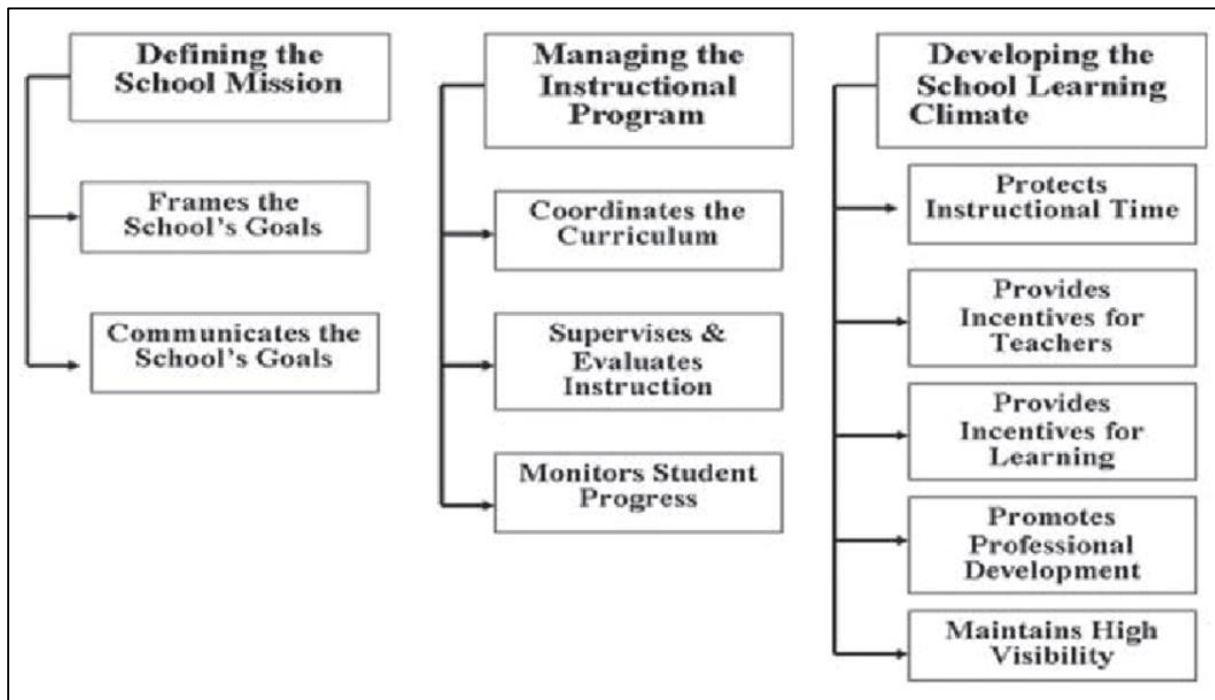 Defining the
School Mission
Frames the
School's Goals
Communicates the
School's Goals
Managing the
Instructional
Program
Coordinates the
Curriculum
Supervises &
Evaluates
Instruction
Monitors Student
Progress
Developing the
School Learning
Climate
Protects
Instructional Time
Provides
Incentives for
Teachers
Provides
Incentives for
Learning
Promotes
Professional
Development
Maintains High
Visibility